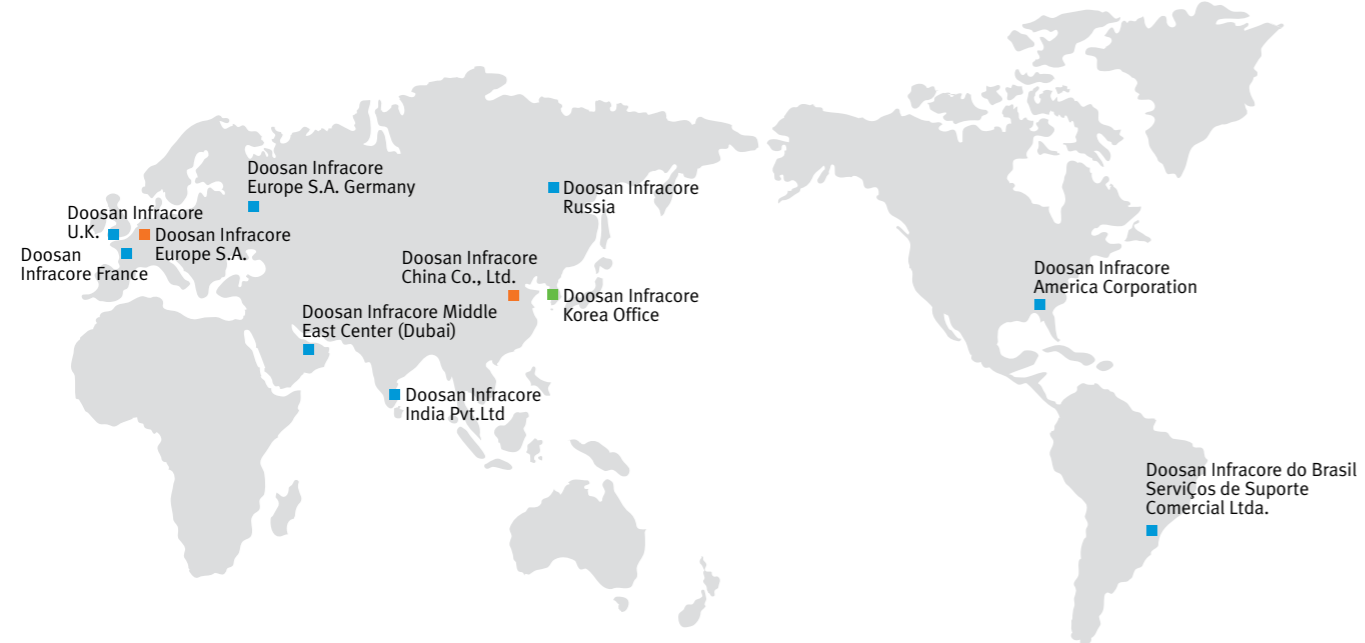 Doosan Infracore
Europe S.A. Germany
Doosan Infracore
Russia
Doosan Infracore
U.K.
Doosan Infracore
Europe S.A.
Doosan
Infracore France
Doosan Infracore
China Co., Ltd.
Doosan Infracore
America Corporation
Doosan Infracore
Korea Office
Doosan Infracore Middle
East Center (Dubai)
Doosan Infracore
India Pvt.Ltd
Doosan Infracore do Brasil
ServiÇos de Suporte
Comercial Ltda.